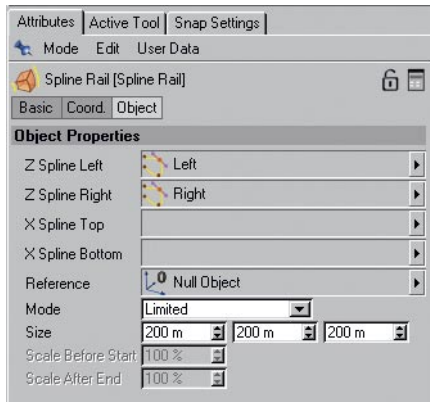 Attributes Active Tool Snap Settings
Mode Edit User Data
Spline Rail [Spline Rail]
Basic Coord. Object
Object Properties
Z Spline Left Left
Z Spline Right Right
X Spline Top
X Spline Bottom
Reference 0 Null Object
Mode Limited
Size 200 m 200 m 200 m
Scale Before Start 100 %
Scale After End 100 %